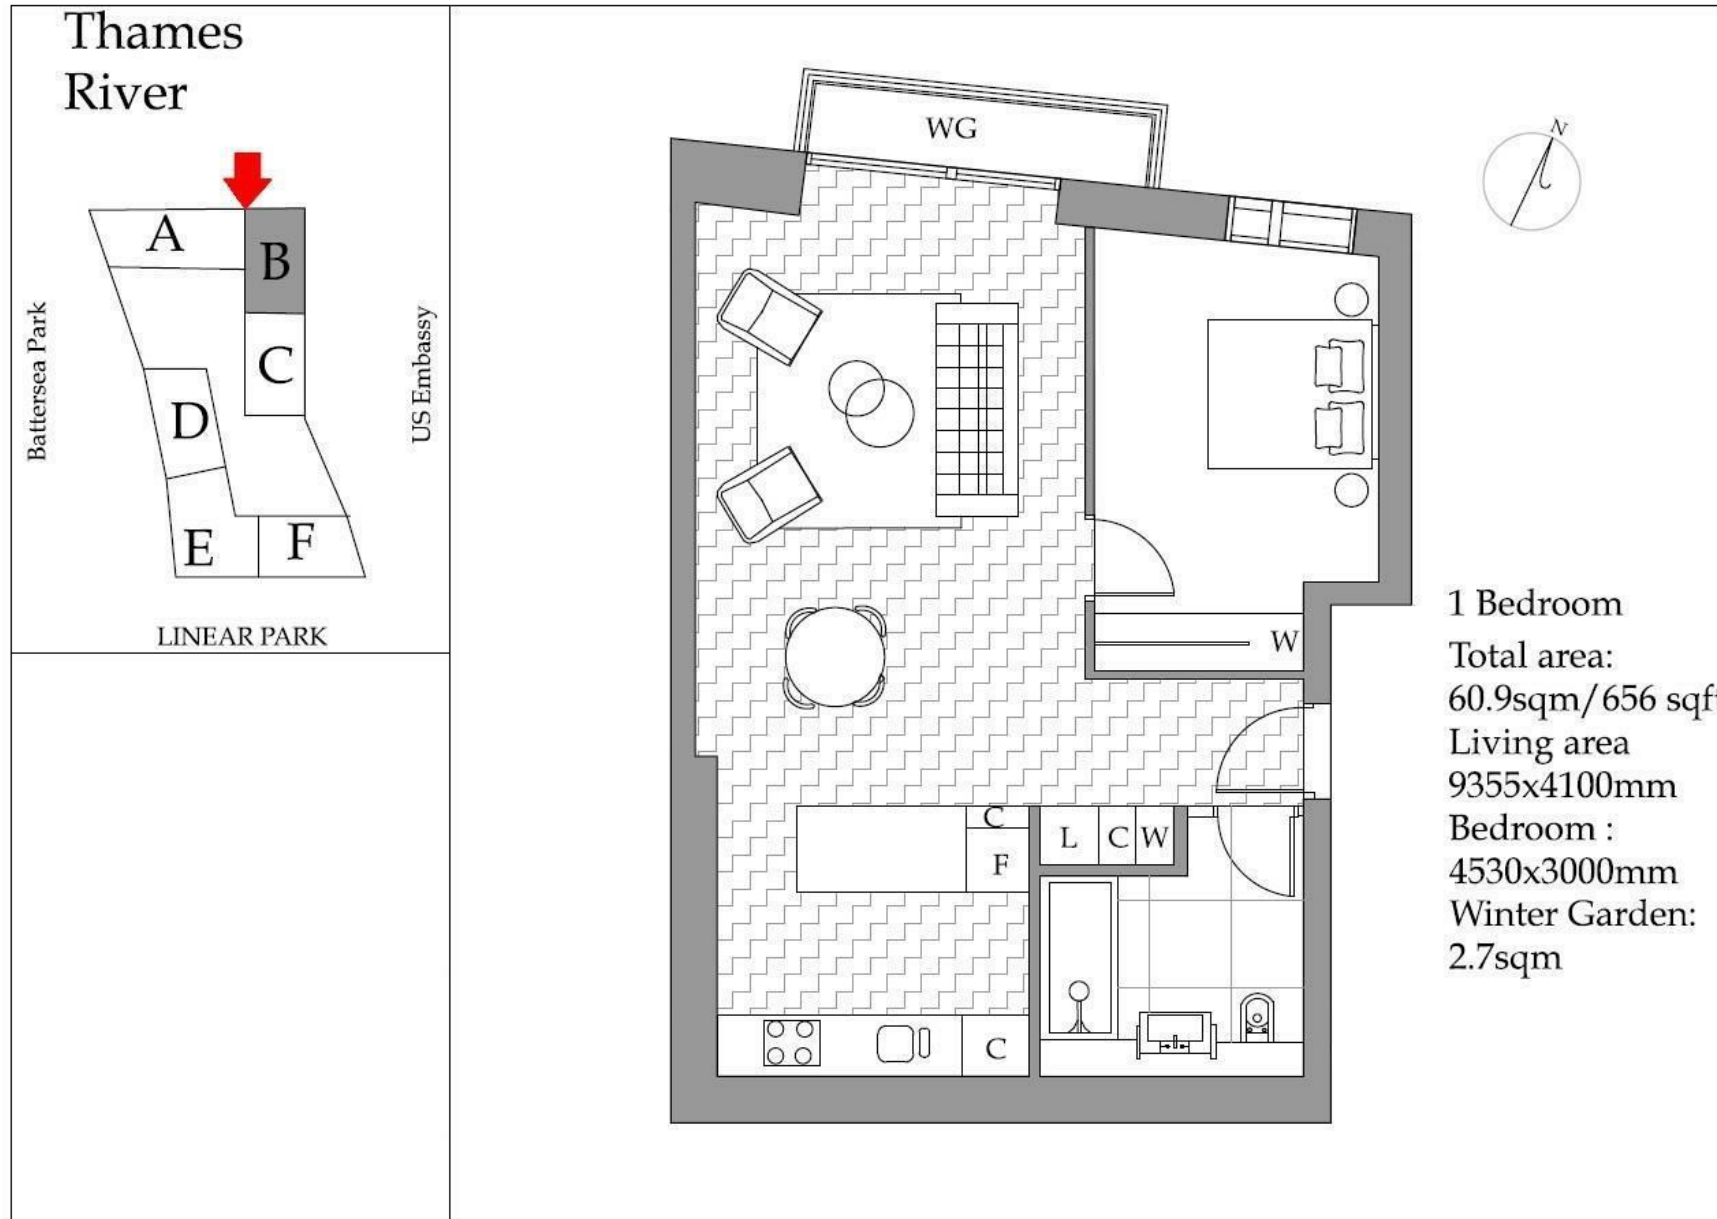 Thames
River
A
B
C
D
E
F
Battersea Park
US Embassy
LINEAR PARK
WG
N
W
C
F
L C W
C
1 Bedroom
Total area:
60.9sqm/656 sqft
Living area
9355x4100mm
Bedroom :
4530x3000mm
Winter Garden:
2.7sqm